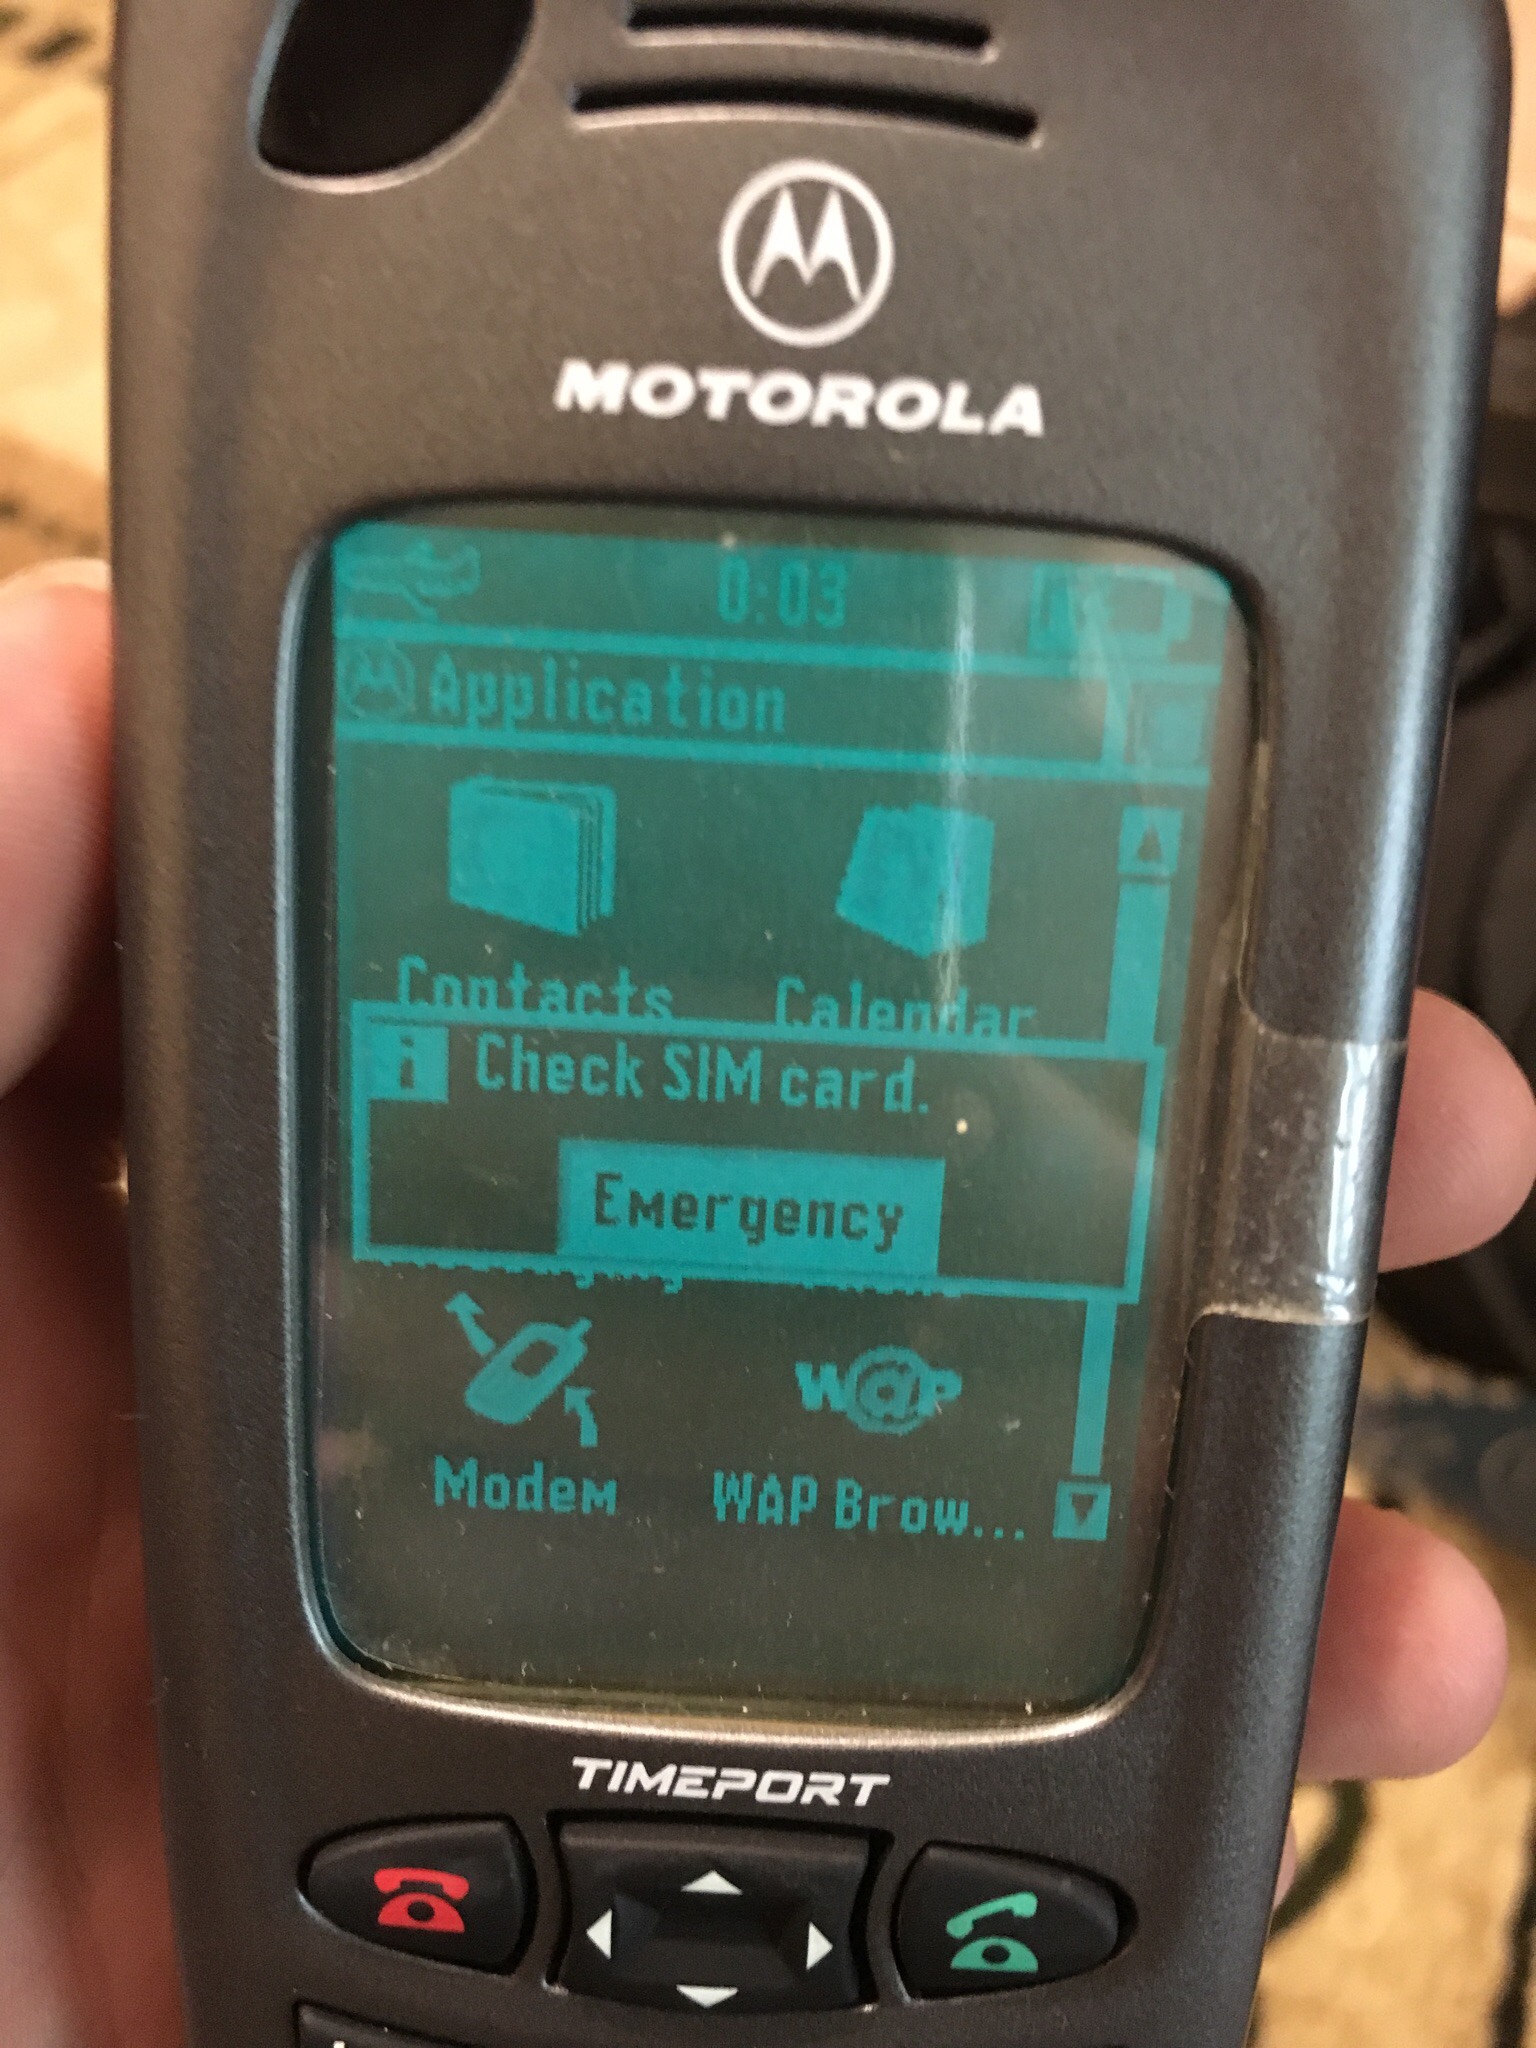 MOTOROLA
0:03
Application
Contacts Calendar
i Check SIM card.
Emergency
W@P
Modem WAP Brow...
TIMEPORT